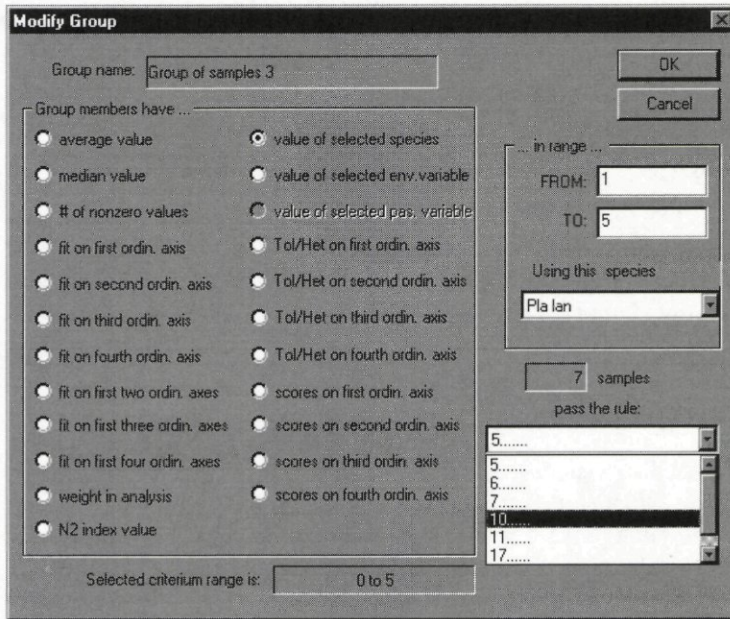 Modify Group
Group name: Group of samples 3
OK
Cancel
Group members have ...
average value
median value
# of nonzero values
fit on first ordin. axis
fit on second ordin. axis
fit on third ordin. axis
fit on fourth ordin. axis
fit on first two ordin. axes
fit on first three ordin. axes
fit on first four ordin. axes
weight in analysis
N2 index value
value of selected species
value of selected env.variable
value of selected pas. variable
Tol/Het on first ordin. axis
Tol/Het on second ordin. axis
Tol/Het on third ordin. axis
Tol/Het on fourth ordin. axis
scores on first ordin. axis
scores on second ordin. axis
scores on third ordin. axis
scores on fourth ordin. axis
... in range ...
FROM: 1
TO: 5
Using this species
Pla lan
7 samples
pass the rule:
5.......
5.......
6.......
7.......
10......
11......
17......
Selected criterium range is: 0 to 5